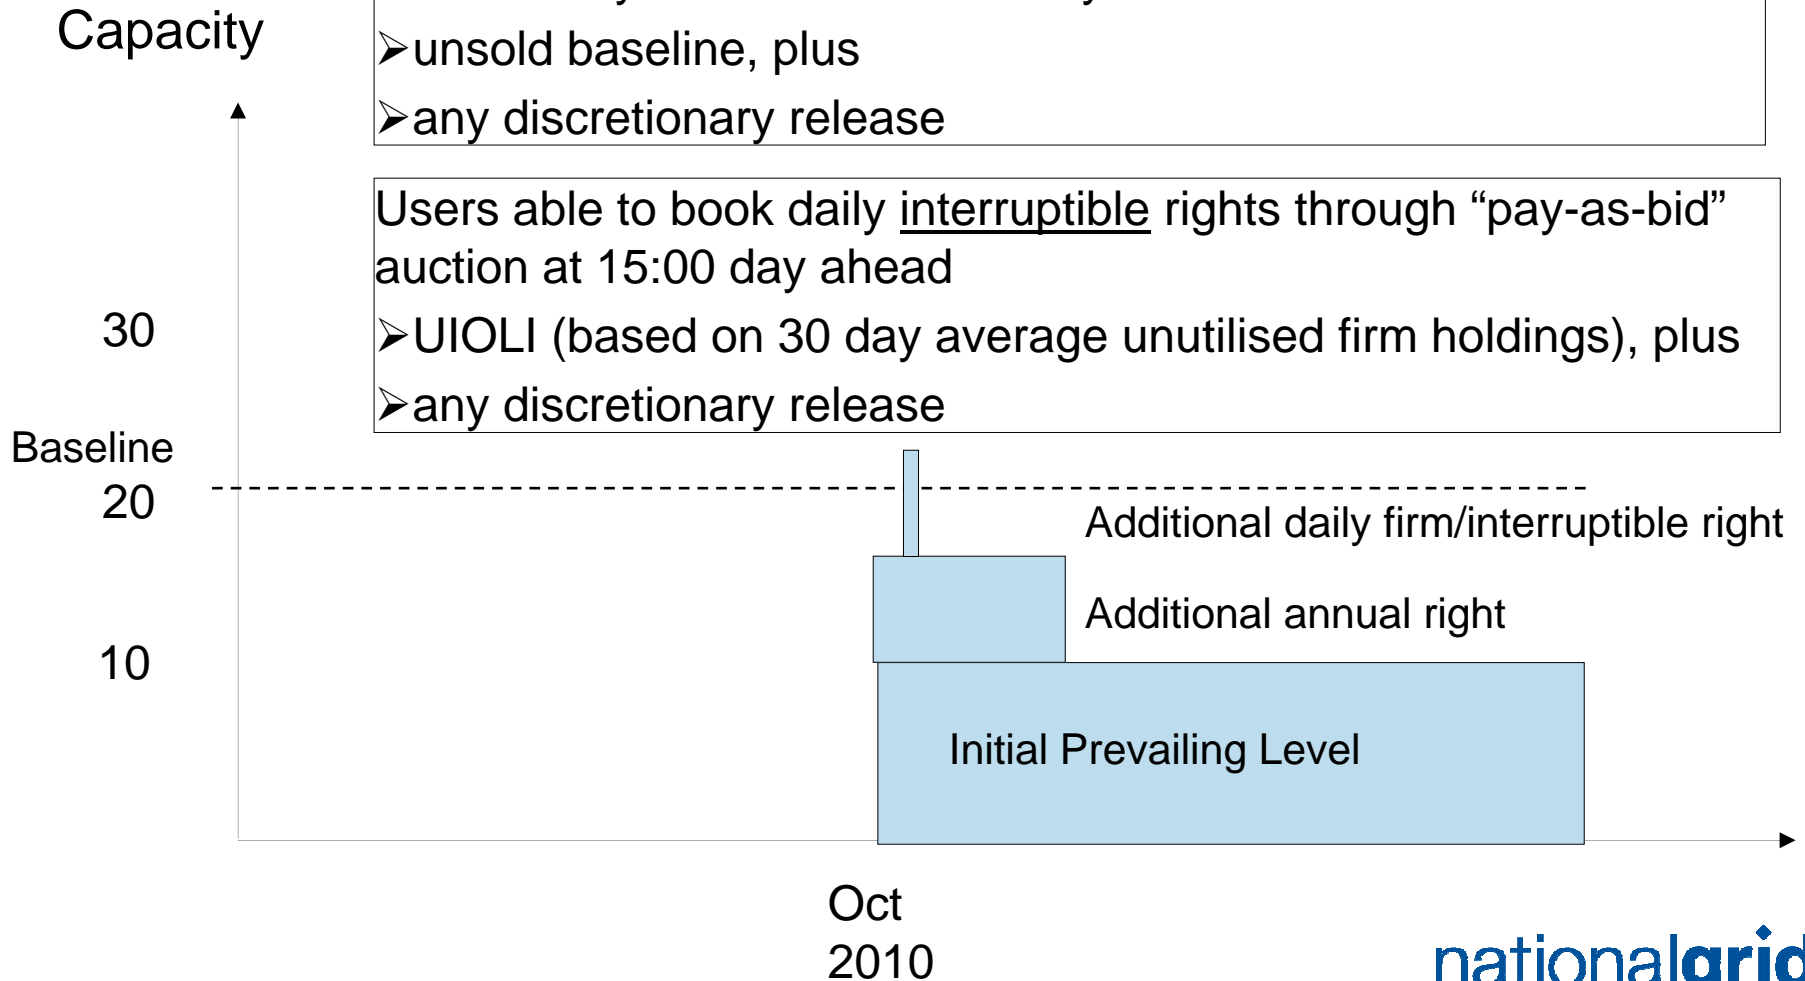 Capacity
➢unsold baseline, plus
➢any discretionary release
Users able to book daily interruptible rights through “pay-as-bid”
auction at 15:00 day ahead
➢UIOLI (based on 30 day average unutilised firm holdings), plus
➢any discretionary release
30
Baseline
20
Additional daily firm/interruptible right
Additional annual right
10
Initial Prevailing Level
Oct
2010
nationalgrid